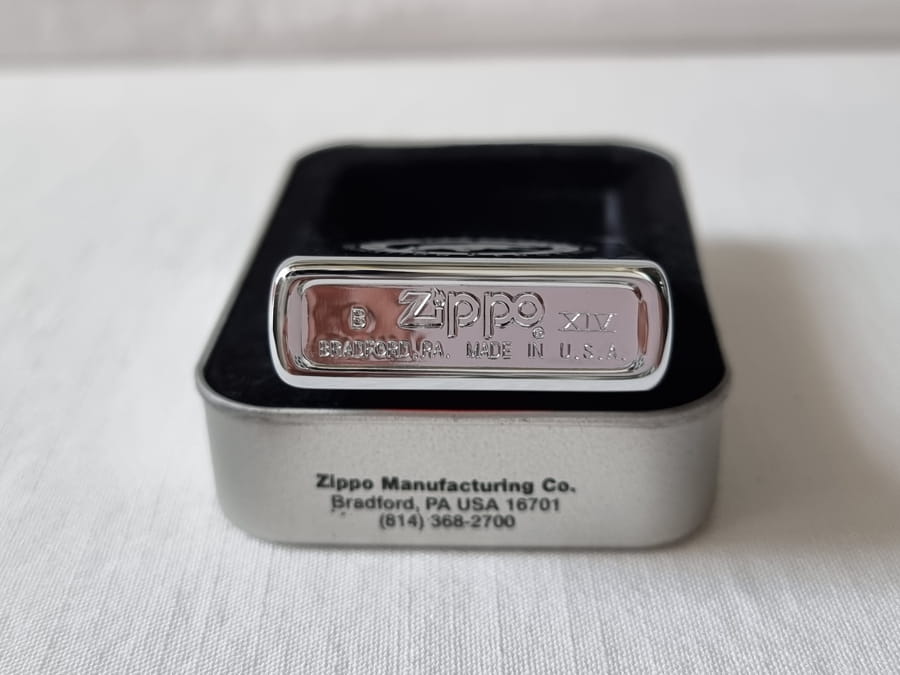 B Zippo ® XIV
BRADFORD, PA. MADE IN U.S.A.
Zippo Manufacturing Co.
Bradford, PA USA 16701
(814) 368-2700